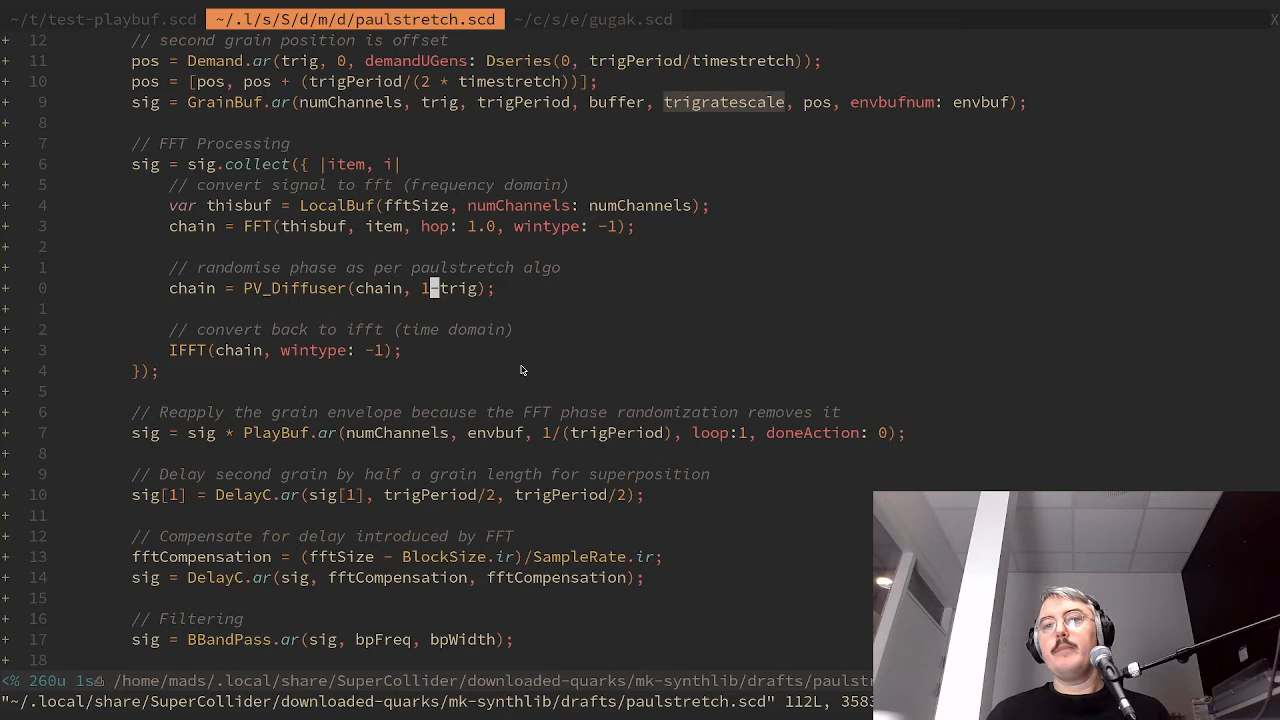 ~/t/test-playbuf.scd ~/.l/s/S/d/m/d/paulstretch.scd ~/c/s/e/gugak.scd X
+ 12 // second grain position is offset
+ 11 pos = Demand.ar(trig, 0, demandUGens: Dseries(0, trigPeriod/timestretch));
+ 10 pos = [pos, pos + (trigPeriod/(2 * timestretch))];
+ 9 sig = GrainBuf.ar(numChannels, trig, trigPeriod, buffer, trigratescale, pos, envbufnum: envbuf);
+ 8
+ 7 // FFT Processing
+ 6 sig = sig.collect({ |item, i|
+ 5 // convert signal to fft (frequency domain)
+ 4 var thisbuf = LocalBuf(fftSize, numChannels: numChannels);
+ 3 chain = FFT(thisbuf, item, hop: 1.0, wintype: -1);
+ 2
+ 1 // randomise phase as per paulstretch algo
+ 0 chain = PV_Diffuser(chain, 1-trig);
+ 1
+ 2 // convert back to ifft (time domain)
+ 3 IFFT(chain, wintype: -1);
+ 4 });
+ 5
+ 6 // Reapply the grain envelope because the FFT phase randomization removes it
+ 7 sig = sig * PlayBuf.ar(numChannels, envbuf, 1/(trigPeriod), loop:1, doneAction: 0);
+ 8
+ 9 // Delay second grain by half a grain length for superposition
+ 10 sig[1] = DelayC.ar(sig[1], trigPeriod/2, trigPeriod/2);
+ 11
+ 12 // Compensate for delay introduced by FFT
+ 13 fftCompensation = (fftSize - BlockSize.ir)/SampleRate.ir;
+ 14 sig = DelayC.ar(sig, fftCompensation, fftCompensation);
+ 15
+ 16 // Filtering
+ 17 sig = BBandPass.ar(sig, bpFreq, bpWidth);
18
<% 260u 1s /home/mads/.local/share/SuperCollider/downloaded-quarks/mk-synthlib/drafts/paulst
"~/.local/share/SuperCollider/downloaded-quarks/mk-synthlib/drafts/paulstretch.scd" 112L, 358